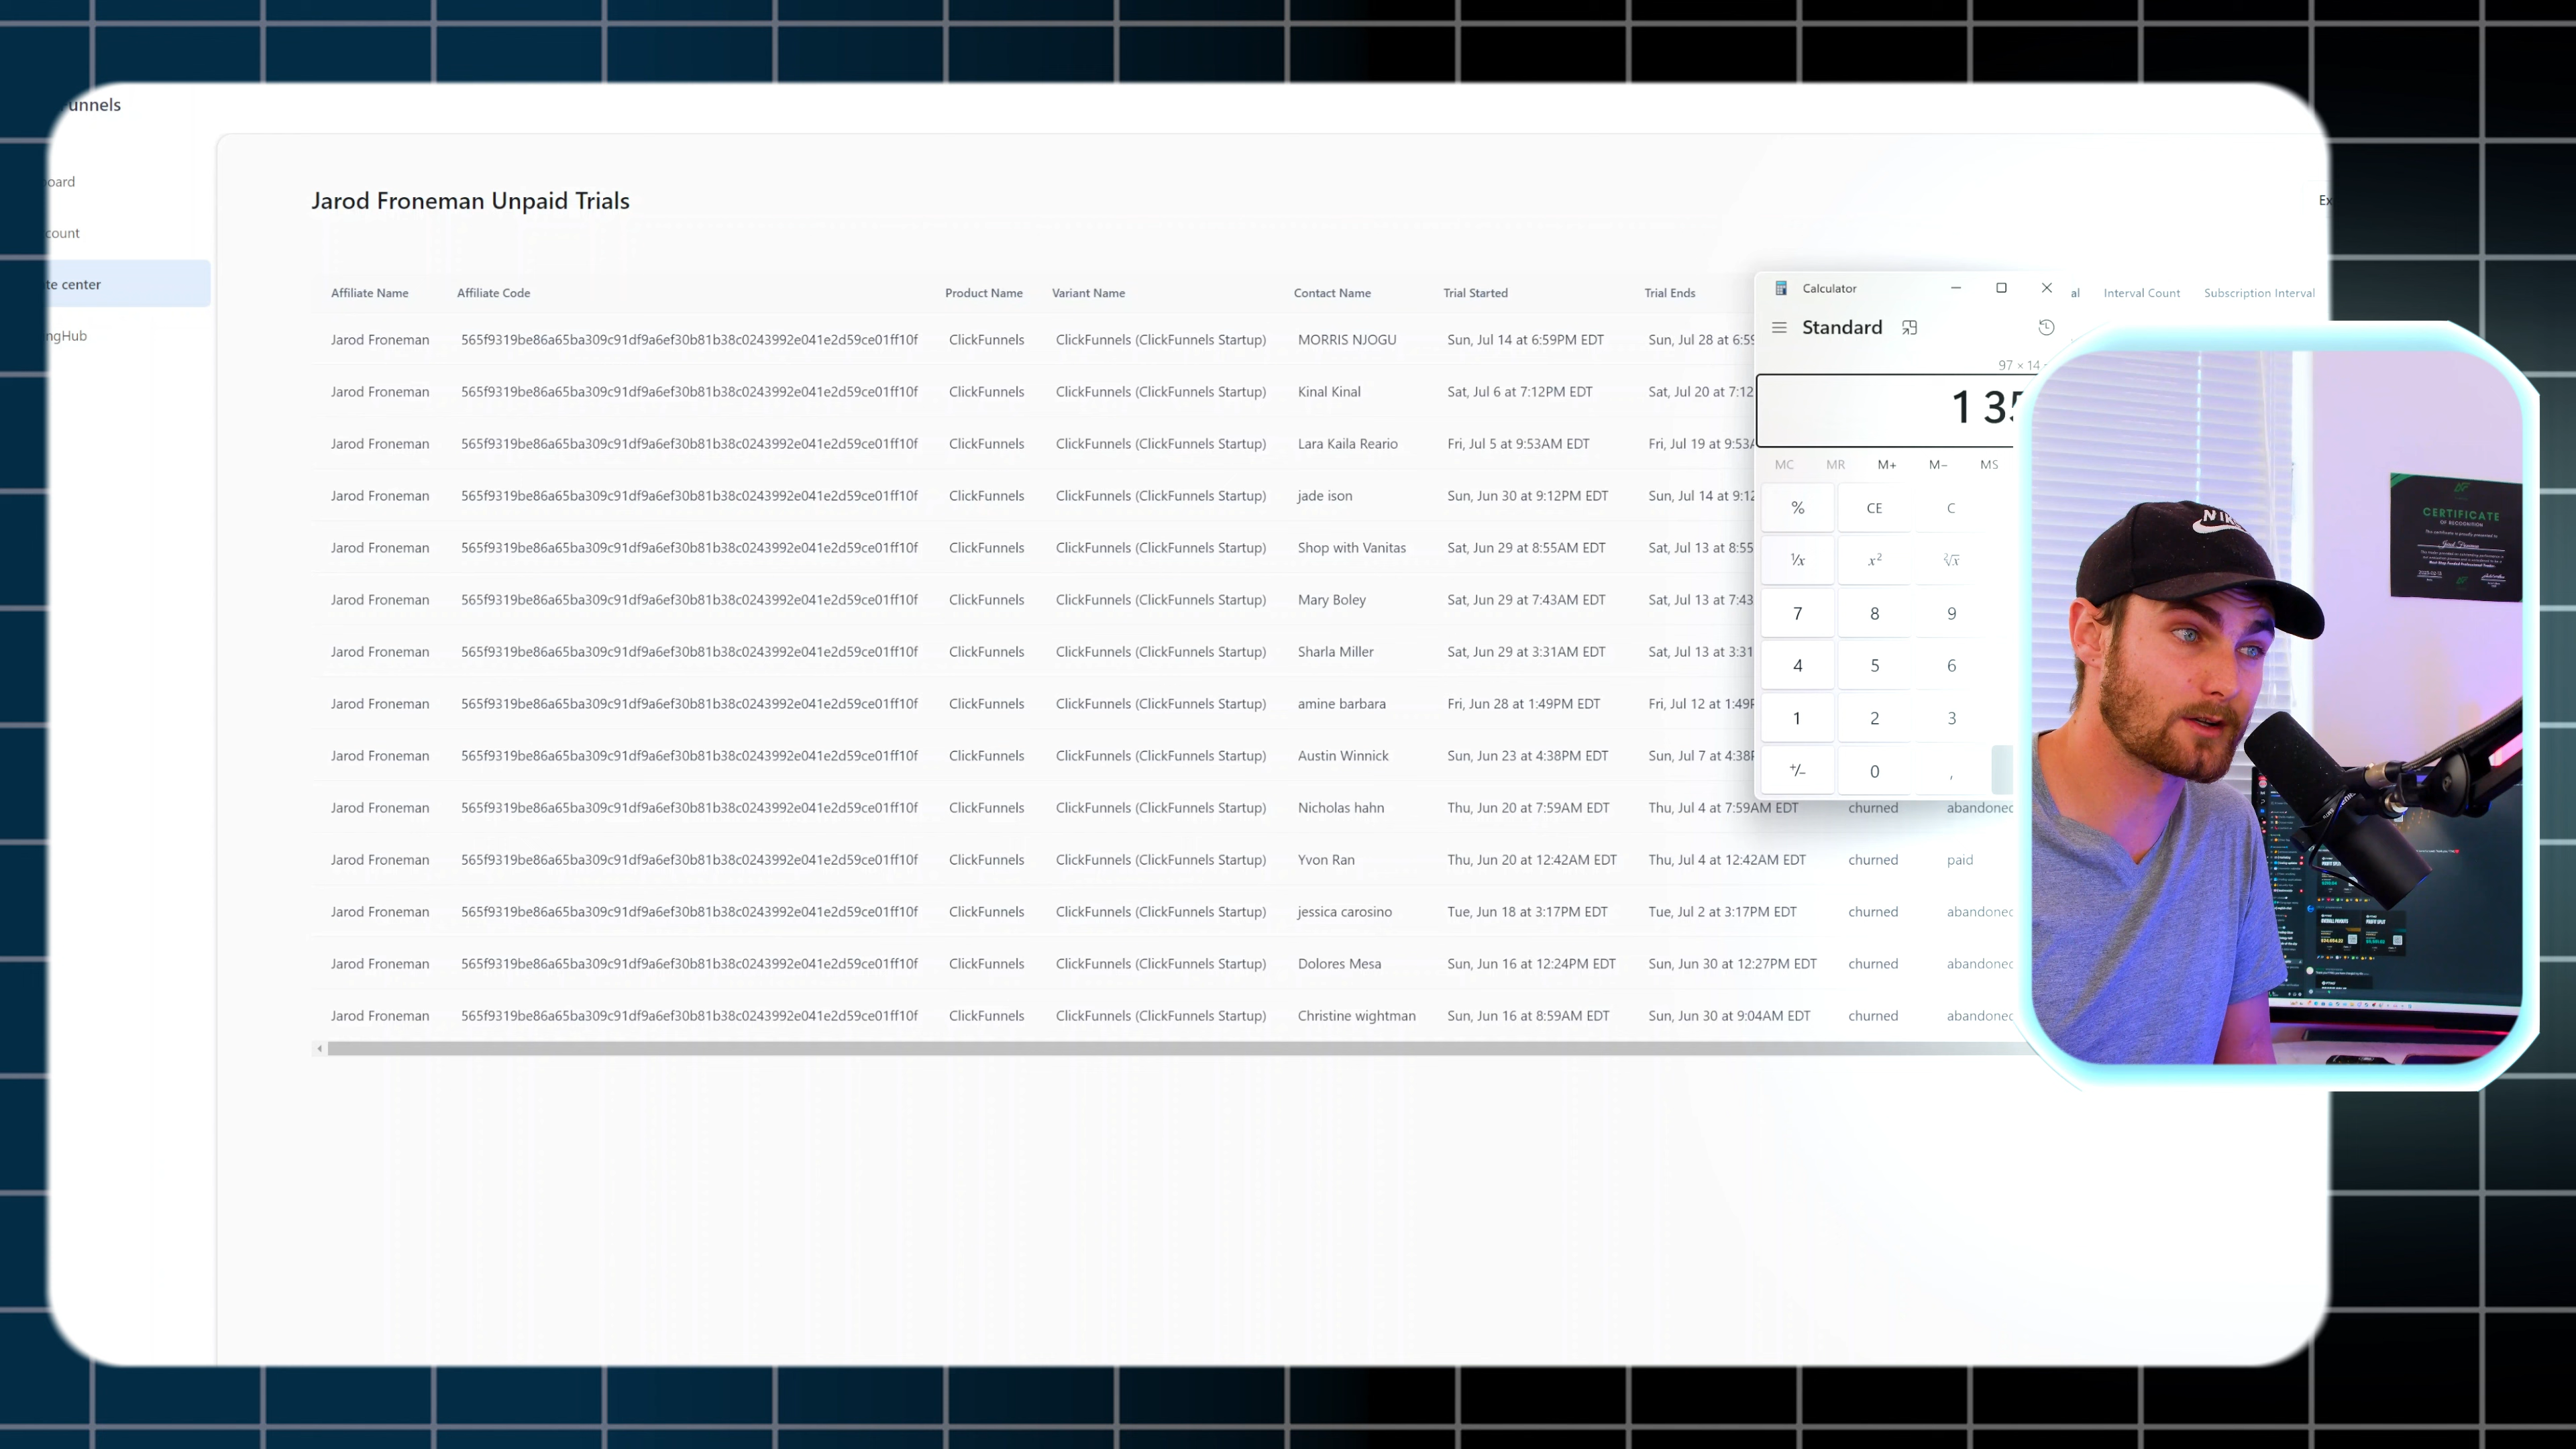 unnels
oard
count
te center
ngHub
Jarod Froneman Unpaid Trials
Ex
Affiliate Name Affiliate Code Product Name Variant Name Contact Name Trial Started Trial Ends al Interval Count Subscription Interval
Jarod Froneman 565f9319be86a65ba309c91df9a6ef30b81b38c0243992e041e2d59ce01ff10f ClickFunnels ClickFunnels (ClickFunnels Startup) MORRIS NJOGU Sun, Jul 14 at 6:59PM EDT Sun, Jul 28 at 6:59
Jarod Froneman 565f9319be86a65ba309c91df9a6ef30b81b38c0243992e041e2d59ce01ff10f ClickFunnels ClickFunnels (ClickFunnels Startup) Kinal Kinal Sat, Jul 6 at 7:12PM EDT Sat, Jul 20 at 7:12
Jarod Froneman 565f9319be86a65ba309c91df9a6ef30b81b38c0243992e041e2d59ce01ff10f ClickFunnels ClickFunnels (ClickFunnels Startup) Lara Kaila Reario Fri, Jul 5 at 9:53AM EDT Fri, Jul 19 at 9:53A
Jarod Froneman 565f9319be86a65ba309c91df9a6ef30b81b38c0243992e041e2d59ce01ff10f ClickFunnels ClickFunnels (ClickFunnels Startup) jade ison Sun, Jun 30 at 9:12PM EDT Sun, Jul 14 at 9:12
Jarod Froneman 565f9319be86a65ba309c91df9a6ef30b81b38c0243992e041e2d59ce01ff10f ClickFunnels ClickFunnels (ClickFunnels Startup) Shop with Vanitas Sat, Jun 29 at 8:55AM EDT Sat, Jul 13 at 8:55
Jarod Froneman 565f9319be86a65ba309c91df9a6ef30b81b38c0243992e041e2d59ce01ff10f ClickFunnels ClickFunnels (ClickFunnels Startup) Mary Boley Sat, Jun 29 at 7:43AM EDT Sat, Jul 13 at 7:43
Jarod Froneman 565f9319be86a65ba309c91df9a6ef30b81b38c0243992e041e2d59ce01ff10f ClickFunnels ClickFunnels (ClickFunnels Startup) Sharla Miller Sat, Jun 29 at 3:31AM EDT Sat, Jul 13 at 3:31
Jarod Froneman 565f9319be86a65ba309c91df9a6ef30b81b38c0243992e041e2d59ce01ff10f ClickFunnels ClickFunnels (ClickFunnels Startup) amine barbara Fri, Jun 28 at 1:49PM EDT Fri, Jul 12 at 1:49P
Jarod Froneman 565f9319be86a65ba309c91df9a6ef30b81b38c0243992e041e2d59ce01ff10f ClickFunnels ClickFunnels (ClickFunnels Startup) Austin Winnick Sun, Jun 23 at 4:38PM EDT Sun, Jul 7 at 4:38P
Jarod Froneman 565f9319be86a65ba309c91df9a6ef30b81b38c0243992e041e2d59ce01ff10f ClickFunnels ClickFunnels (ClickFunnels Startup) Nicholas hahn Thu, Jun 20 at 7:59AM EDT Thu, Jul 4 at 7:59AM EDT churned abandoned
Jarod Froneman 565f9319be86a65ba309c91df9a6ef30b81b38c0243992e041e2d59ce01ff10f ClickFunnels ClickFunnels (ClickFunnels Startup) Yvon Ran Thu, Jun 20 at 12:42AM EDT Thu, Jul 4 at 12:42AM EDT churned paid
Jarod Froneman 565f9319be86a65ba309c91df9a6ef30b81b38c0243992e041e2d59ce01ff10f ClickFunnels ClickFunnels (ClickFunnels Startup) jessica carosino Tue, Jun 18 at 3:17PM EDT Tue, Jul 2 at 3:17PM EDT churned abandoned
Jarod Froneman 565f9319be86a65ba309c91df9a6ef30b81b38c0243992e041e2d59ce01ff10f ClickFunnels ClickFunnels (ClickFunnels Startup) Dolores Mesa Sun, Jun 16 at 12:24PM EDT Sun, Jun 30 at 12:27PM EDT churned abandoned
Jarod Froneman 565f9319be86a65ba309c91df9a6ef30b81b38c0243992e041e2d59ce01ff10f ClickFunnels ClickFunnels (ClickFunnels Startup) Christine wightman Sun, Jun 16 at 8:59AM EDT Sun, Jun 30 at 9:04AM EDT churned abandoned
Calculator
Standard
97 × 14
1 35
MC MR M+ M− MS
% CE C
¹/x x² ²√x
7 8 9
4 5 6
1 2 3
+/− 0 ,
NIKE
CERTIFICATE
OF RECOGNITION